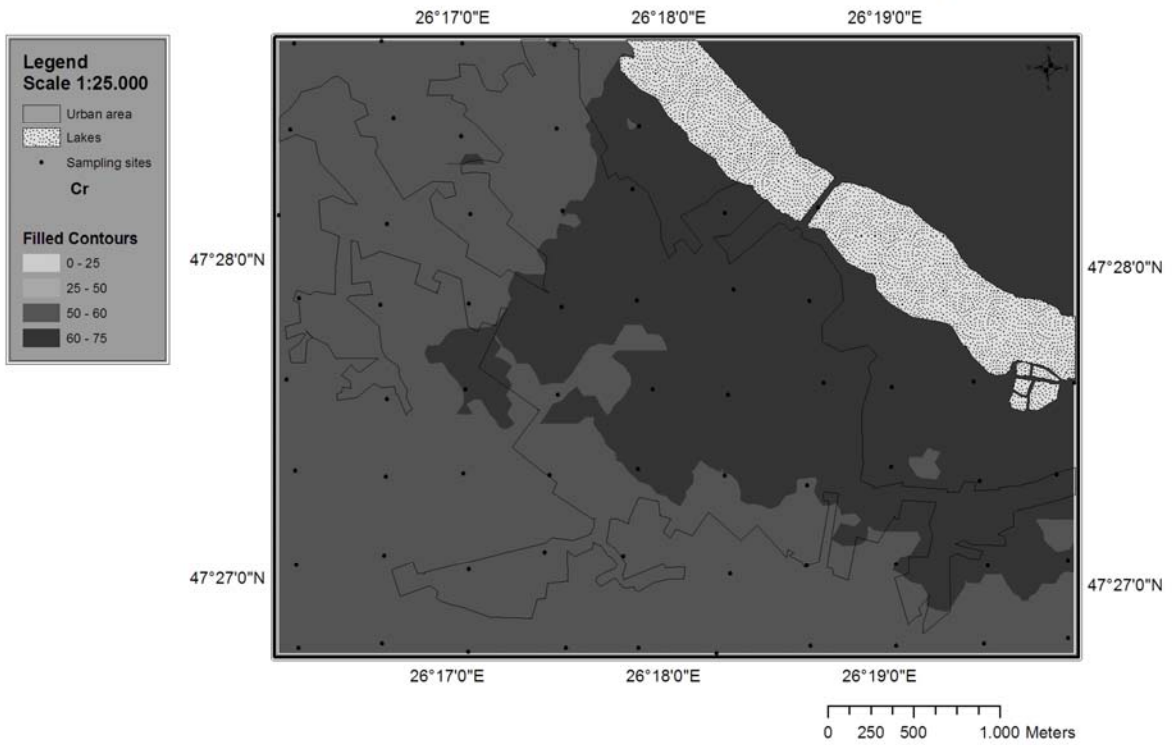 26°17'0"E 26°18'0"E 26°19'0"E
Legend
Scale 1:25.000
Urban area
Lakes
Sampling sites
Cr
Filled Contours
0 - 25
25 - 50
50 - 60
60 - 75
47°28'0"N 47°28'0"N
47°27'0"N 47°27'0"N
26°17'0"E 26°18'0"E 26°19'0"E
0 250 500 1.000 Meters